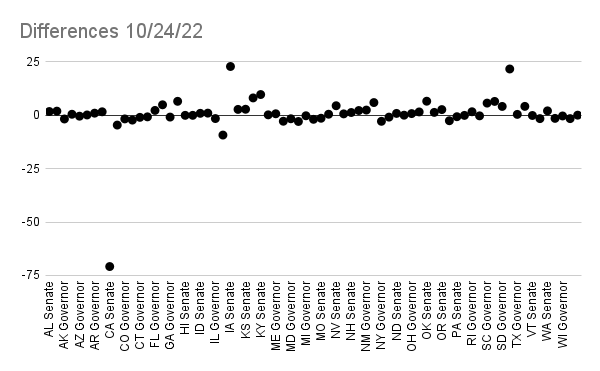 Differences 10/24/22
25
0
-25
-50
-75
AL Senate
AK Governor
AZ Governor
AR Governor
CA Senate
CO Governor
CT Governor
FL Governor
GA Governor
HI Senate
ID Senate
IL Governor
IA Senate
KS Senate
KY Senate
ME Governor
MD Governor
MI Governor
MO Senate
NV Senate
NH Senate
NM Governor
NY Governor
ND Senate
OH Governor
OK Senate
OR Senate
PA Senate
RI Governor
SC Governor
SD Governor
TX Governor
VT Senate
WA Senate
WI Governor